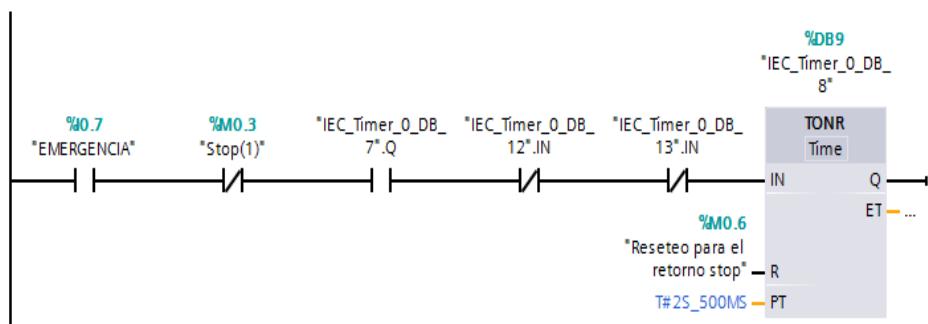 %DB9
"IEC_Timer_0_DB_
8"
%I0.7
"EMERGENCIA"
%M0.3
"Stop(1)"
"IEC_Timer_0_DB_
7".Q
"IEC_Timer_0_DB_
12".IN
"IEC_Timer_0_DB_
13".IN
TONR
Time
IN
Q
ET
...
%M0.6
"Reseteo para el
retorno stop"
R
T#2S_500MS
PT